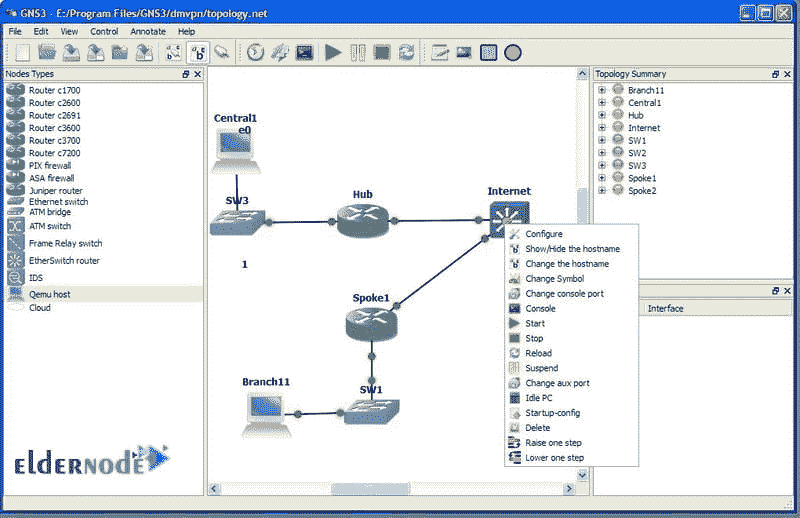 GNS3 - E:/Program Files/GNS3/dmvpn/topology.net
File Edit View Control Annotate Help
Nodes Types
Router c1700
Router c2600
Router c2691
Router c3600
Router c3700
Router c7200
PIX firewall
ASA firewall
Juniper router
Ethernet switch
ATM bridge
ATM switch
Frame Relay switch
EtherSwitch router
IDS
Qemu host
Cloud
ELDERNODE
Central1
e0
SW3
1
Hub
Internet
Spoke1
Branch11
SW1
Configure
Show/Hide the hostname
Change the hostname
Change Symbol
Change console port
Console
Start
Stop
Reload
Suspend
Change aux port
Idle PC
Startup-config
Delete
Raise one step
Lower one step
Topology Summary
Branch11
Central1
Hub
Internet
SW1
SW2
SW3
Spoke1
Spoke2
Interface